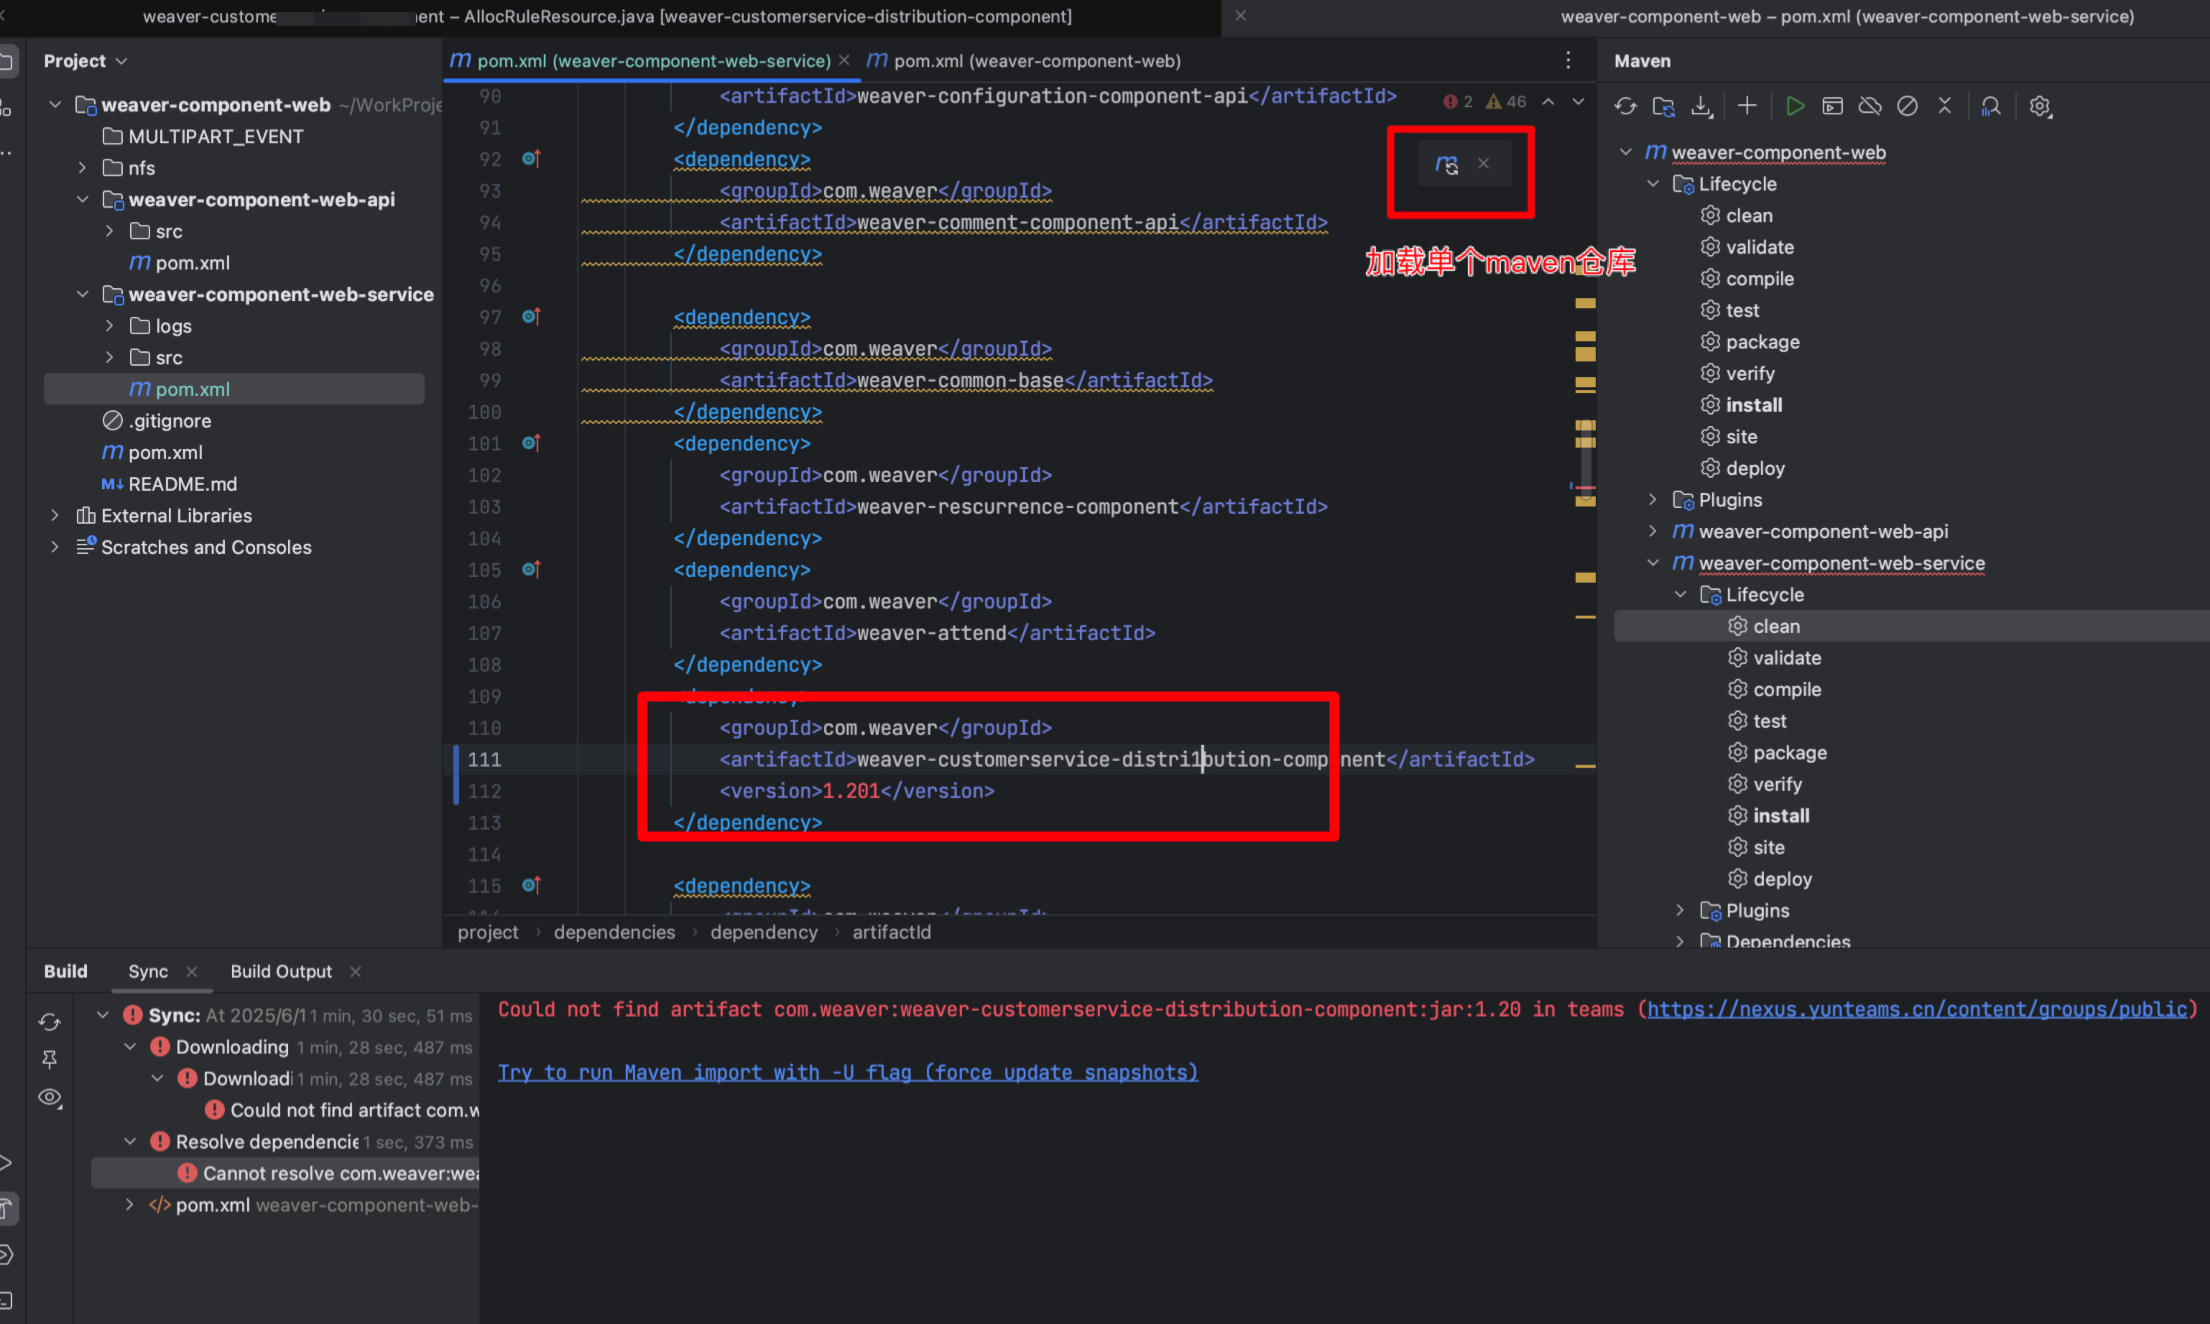 weaver-custome ent – AllocRuleResource.java [weaver-customerservice-distribution-component]
weaver-component-web – pom.xml (weaver-component-web-service)
Project
weaver-component-web ~/WorkProje
MULTIPART_EVENT
nfs
weaver-component-web-api
src
pom.xml
weaver-component-web-service
logs
src
pom.xml
.gitignore
pom.xml
README.md
External Libraries
Scratches and Consoles
pom.xml (weaver-component-web-service)
pom.xml (weaver-component-web)
2 46
90 <artifactId>weaver-configuration-component-api</artifactId>
91 </dependency>
92 <dependency>
93 <groupId>com.weaver</groupId>
94 <artifactId>weaver-comment-component-api</artifactId>
95 </dependency>
96
97 <dependency>
98 <groupId>com.weaver</groupId>
99 <artifactId>weaver-common-base</artifactId>
100 </dependency>
101 <dependency>
102 <groupId>com.weaver</groupId>
103 <artifactId>weaver-rescurrence-component</artifactId>
104 </dependency>
105 <dependency>
106 <groupId>com.weaver</groupId>
107 <artifactId>weaver-attend</artifactId>
108 </dependency>
109 <dependency>
110 <groupId>com.weaver</groupId>
111 <artifactId>weaver-customerservice-distri1bution-component</artifactId>
112 <version>1.201</version>
113 </dependency>
114
115 <dependency>
116 <groupId>com.weaver</groupId>
加载单个maven仓库
project › dependencies › dependency › artifactId
Maven
weaver-component-web
Lifecycle
clean
validate
compile
test
package
verify
install
site
deploy
Plugins
weaver-component-web-api
weaver-component-web-service
Lifecycle
clean
validate
compile
test
package
verify
install
site
deploy
Plugins
Dependencies
Build Sync Build Output
Sync: At 2025/6/1 1 min, 30 sec, 51 ms
Downloading 1 min, 28 sec, 487 ms
Downloadi 1 min, 28 sec, 487 ms
Could not find artifact com.w
Resolve dependencie 1 sec, 373 ms
Cannot resolve com.weaver:wea
pom.xml weaver-component-web-
Could not find artifact com.weaver:weaver-customerservice-distribution-component:jar:1.20 in teams (https://nexus.yunteams.cn/content/groups/public)
Try to run Maven import with -U flag (force update snapshots)